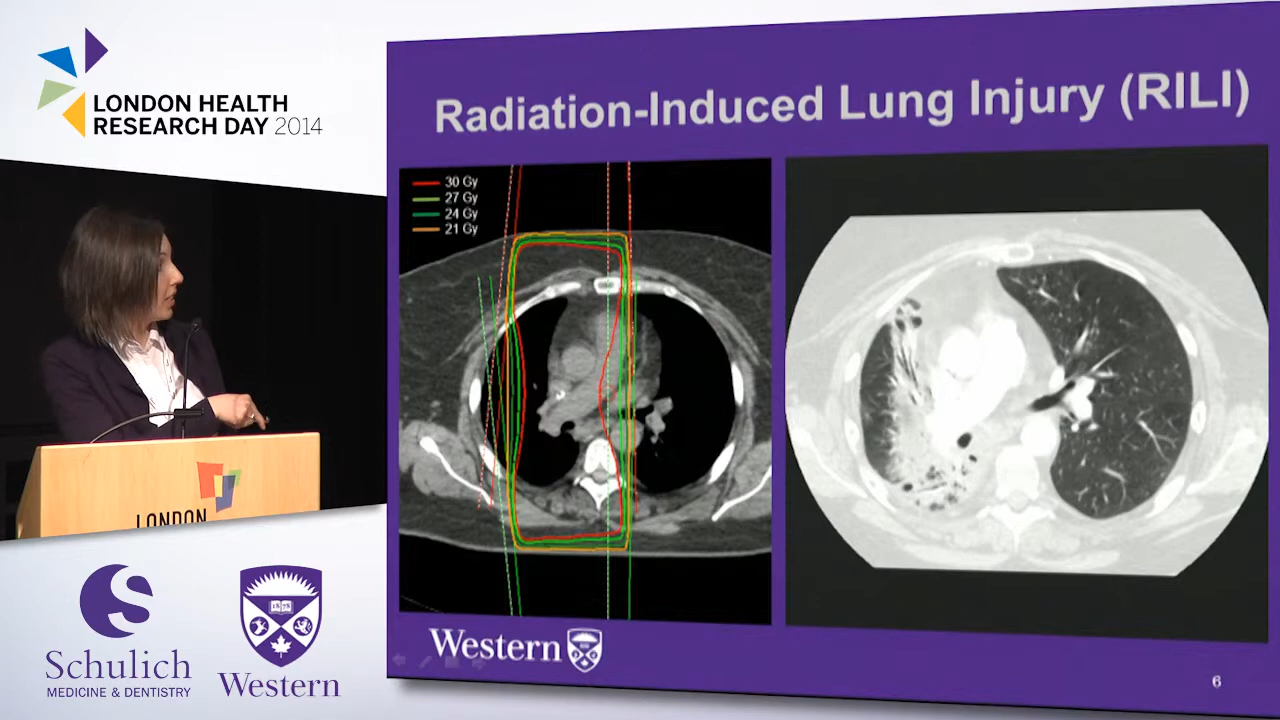 LONDON HEALTH
RESEARCH DAY 2014
Radiation-Induced Lung Injury (RILI)
30 Gy
27 Gy
24 Gy
21 Gy
LONDON
Schulich
MEDICINE & DENTISTRY
1878
Western
Western
6